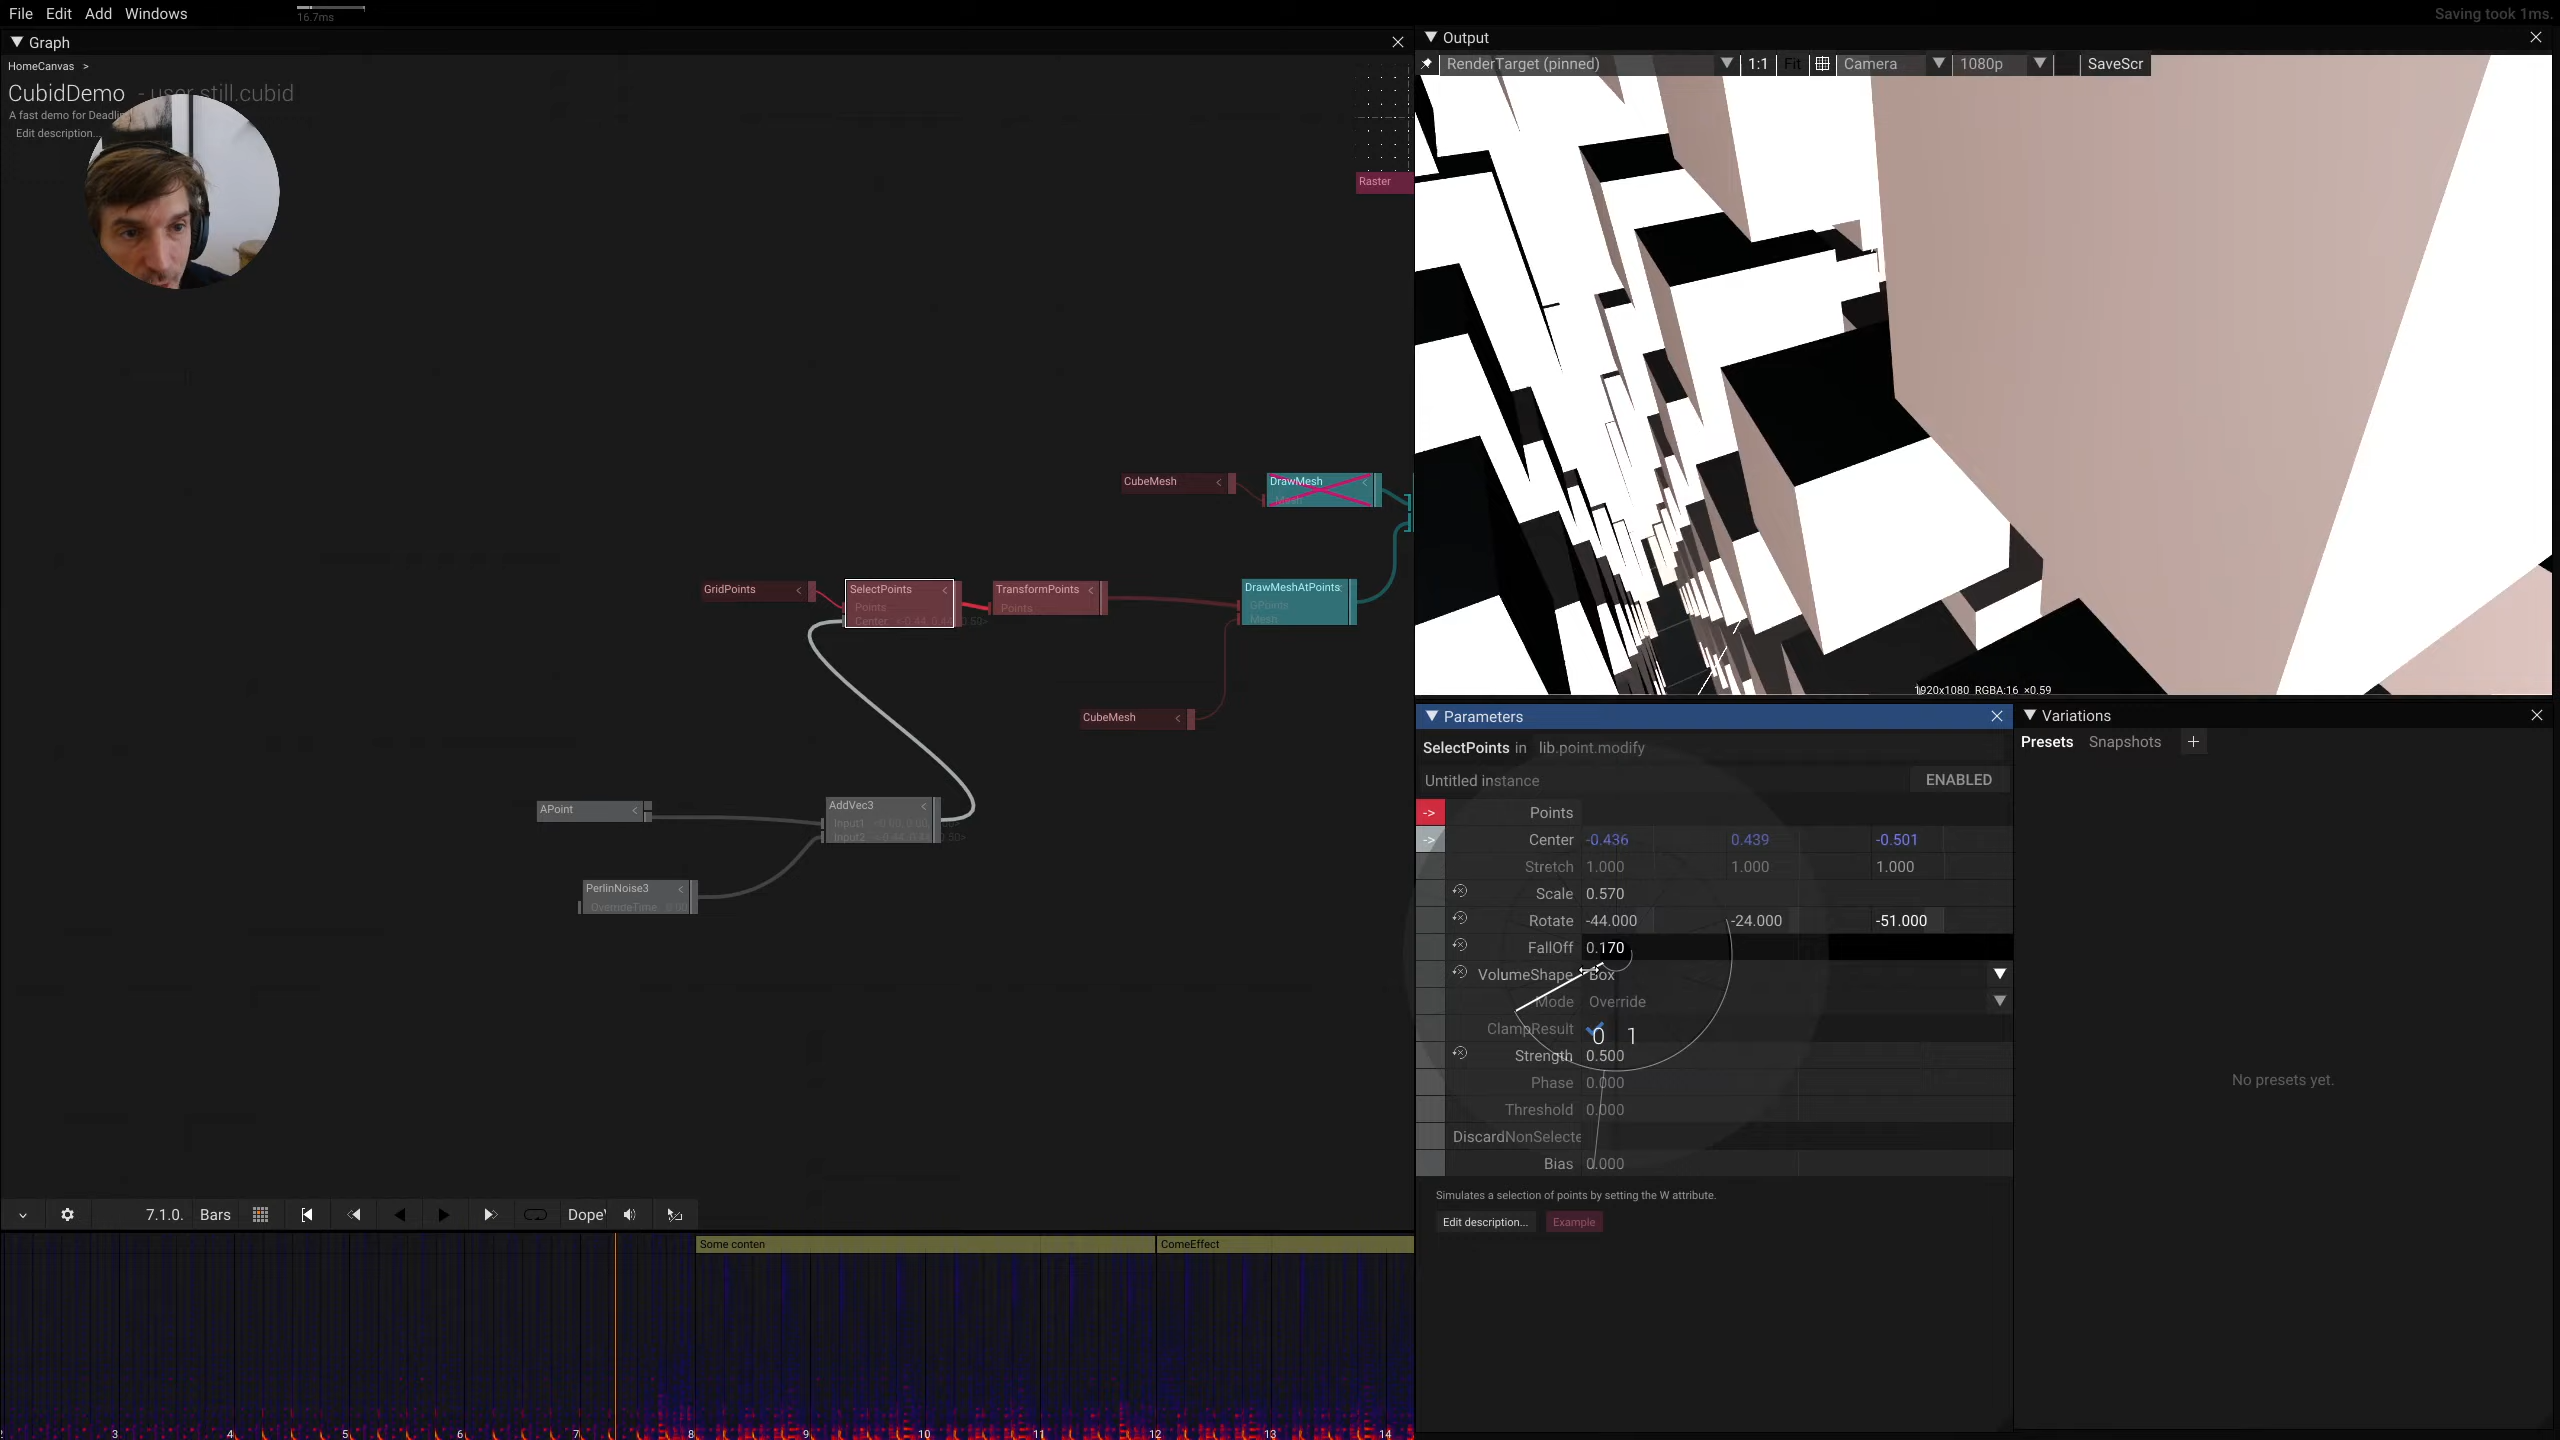 File Edit Add Windows
16.7ms
Saving took 1ms.
Graph
HomeCanvas >
CubidDemo - user.still.cubid
A fast demo for Deadli
Edit description...
Raster
CubeMesh
DrawMesh
Mesh
GridPoints
SelectPoints
Points
Center
TransformPoints
Points
DrawMeshAtPoints
GPoints
Mesh
CubeMesh
APoint
AddVec3
Input1
Input2
PerlinNoise3
OverrideTime
7.1.0. Bars
Some conten
ComeEffect
3 4 5 6 7 8 9 10 11 12 13 14
Output
RenderTarget (pinned) 1:1 Fit Camera 1080p SaveScr
1920x1080 RGBA:16 ×0.59
Parameters
SelectPoints in lib.point.modify
Untitled instance ENABLED
Points
Center -0.436 0.439 -0.501
Stretch 1.000 1.000 1.000
Scale 0.570
Rotate -44.000 -24.000 -51.000
FallOff 0.170
VolumeShape Box
Mode Override
ClampResult
0 1
Strength 0.500
Phase 0.000
Threshold 0.000
DiscardNonSelecte
Bias 0.000
Simulates a selection of points by setting the W attribute.
Edit description... Example
Variations
Presets Snapshots +
No presets yet.